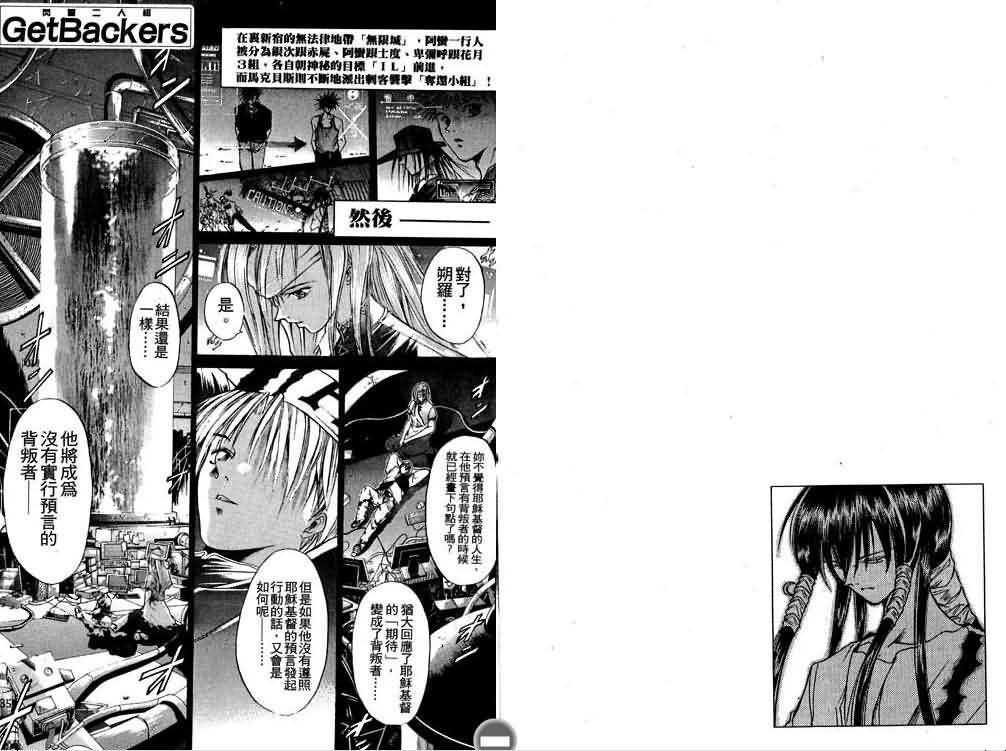 閃靈二人組
GetBackers
在裏新宿的無法律地帶「無限城」，阿蠻一行人
被分為銀次跟赤屍、阿蠻跟士度、卑彌呼跟花月
3組，各自朝神秘的目標「IL」前進，
而馬克貝斯則不斷地派出刺客襲擊「奪還小組」！
CAUTION
然後——
對了，
朔羅……
是。
妳不覺得耶穌基督的人生，
在他預言有背叛者的時候
就已經畫下句點了嗎？
猶大回應了耶穌基督
的「期待」，
變成了背叛者……
但是如果他沒有遵照
耶穌基督的預言發起
行動的話，又會是
如何呢——
結果還是
一樣……
他將成為
沒有實行預言的
背叛者——